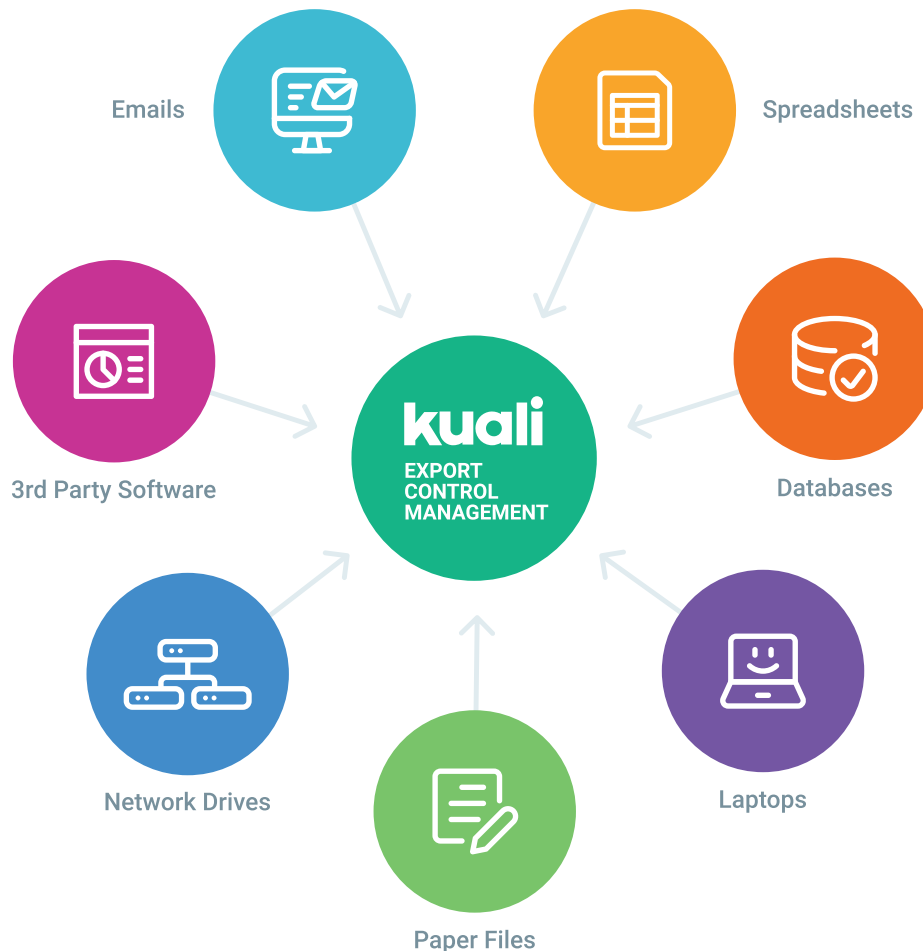 Emails
Spreadsheets
kuali
EXPORT
CONTROL
MANAGEMENT
3rd Party Software
Databases
Network Drives
Laptops
Paper Files